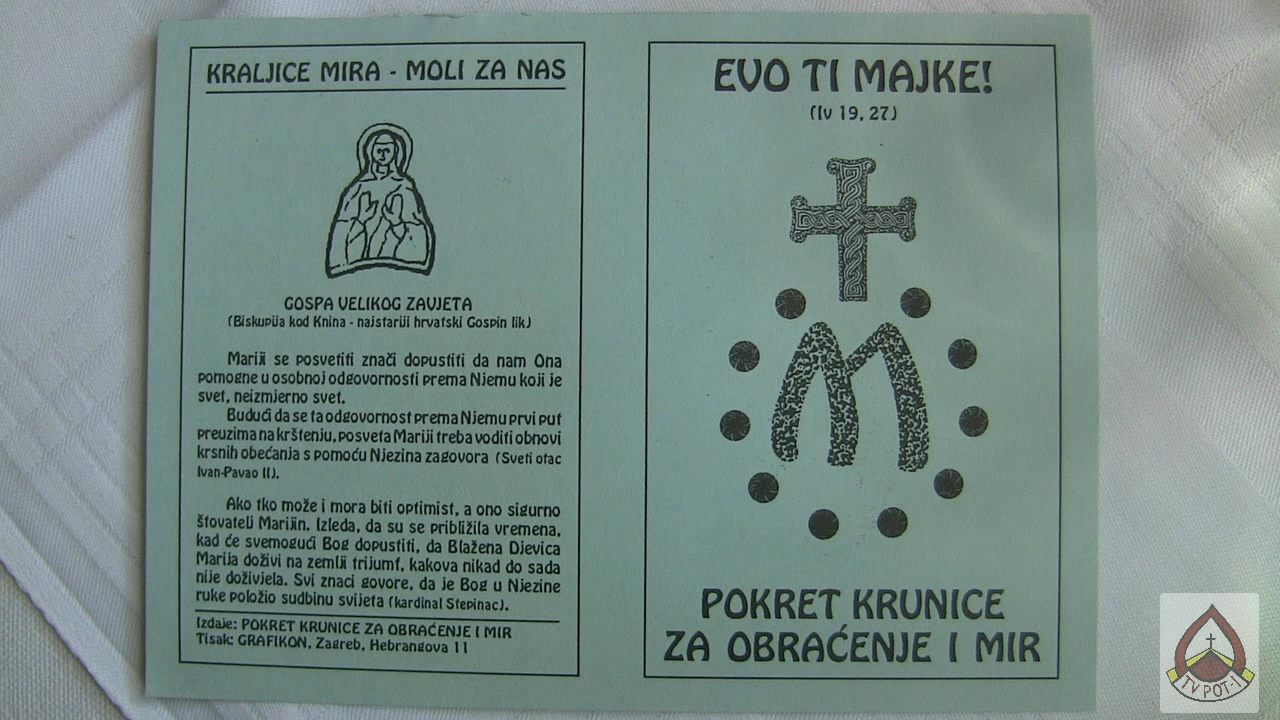 KRALJICE MIRA - MOLI ZA NAS
GOSPA VELIKOG ZAVJETA
(Biskupija kod Knina - najstariji hrvatski Gospin lik)
Mariji se posvetiti znači dopustiti da nam Ona
pomogne u osobnoj odgovornosti prema Njemu koji je
svet, neizmjerno svet.
Budući da se ta odgovornost prema Njemu prvi put
preuzima na krštenju, posveta Mariji treba voditi obnovi
krsnih obećanja s pomoću Njezina zagovora (Sveti otac
Ivan-Pavao II).
Ako tko može i mora biti optimist, a ono sigurno
štovatelj Marijin. Izleda, da su se približila vremena,
kad će svemogući Bog dopustiti, da Blažena Djevica
Marija doživi na zemlji trijumf, kakova nikad do sada
nije doživjela. Svi znaci govore, da je Bog u Njezine
ruke položio sudbinu svijeta (kardinal Stepinac).
Izdaje: POKRET KRUNICE ZA OBRAĆENJE I MIR
Tisak: GRAFIKON, Zagreb, Hebrangova 11
EVO TI MAJKE!
(Iv 19, 27)
M
POKRET KRUNICE
ZA OBRAĆENJE I MIR
TV POT-1